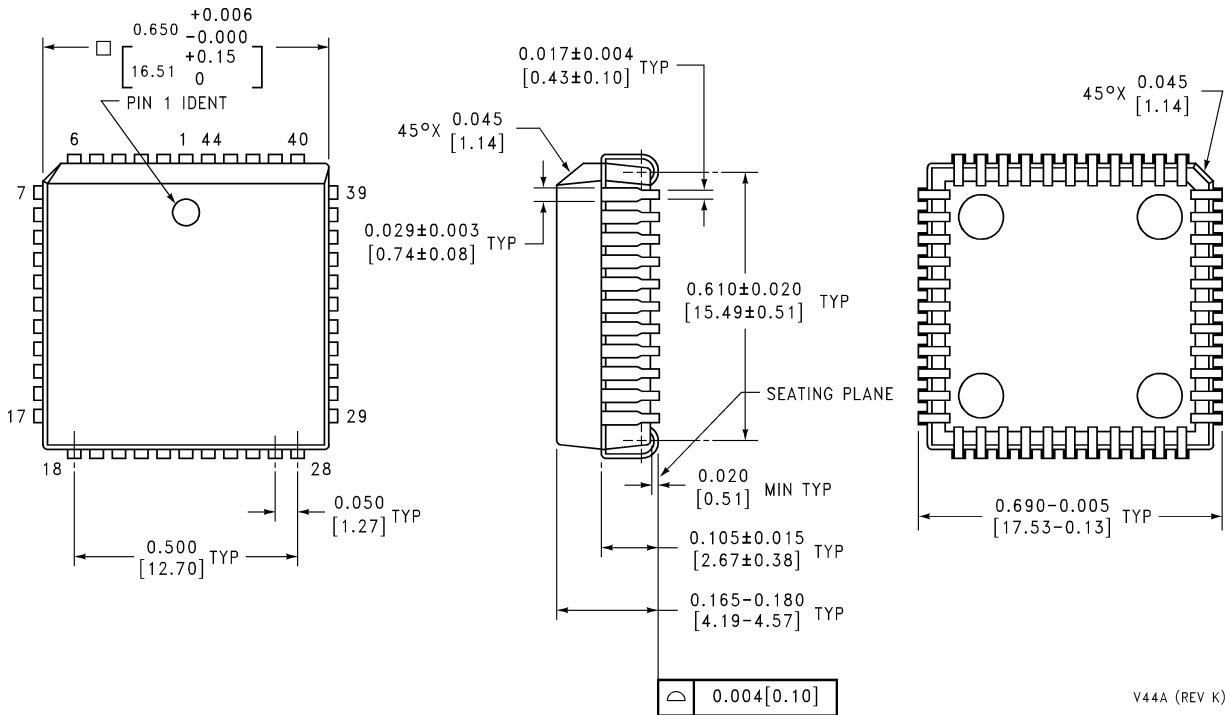 +0.006
0.650 -0.000
+0.15
16.51 0
PIN 1 IDENT
6 1 44 40
7 39
17 29
18 28
0.050
[1.27] TYP
0.500
[12.70] TYP
0.017±0.004
[0.43±0.10] TYP
45°X 0.045
[1.14]
0.029±0.003
[0.74±0.08] TYP
0.610±0.020
[15.49±0.51] TYP
SEATING PLANE
0.020
[0.51] MIN TYP
0.105±0.015
[2.67±0.38] TYP
0.165-0.180
[4.19-4.57] TYP
0.004[0.10]
45°X 0.045
[1.14]
0.690-0.005
[17.53-0.13] TYP
V44A (REV K)